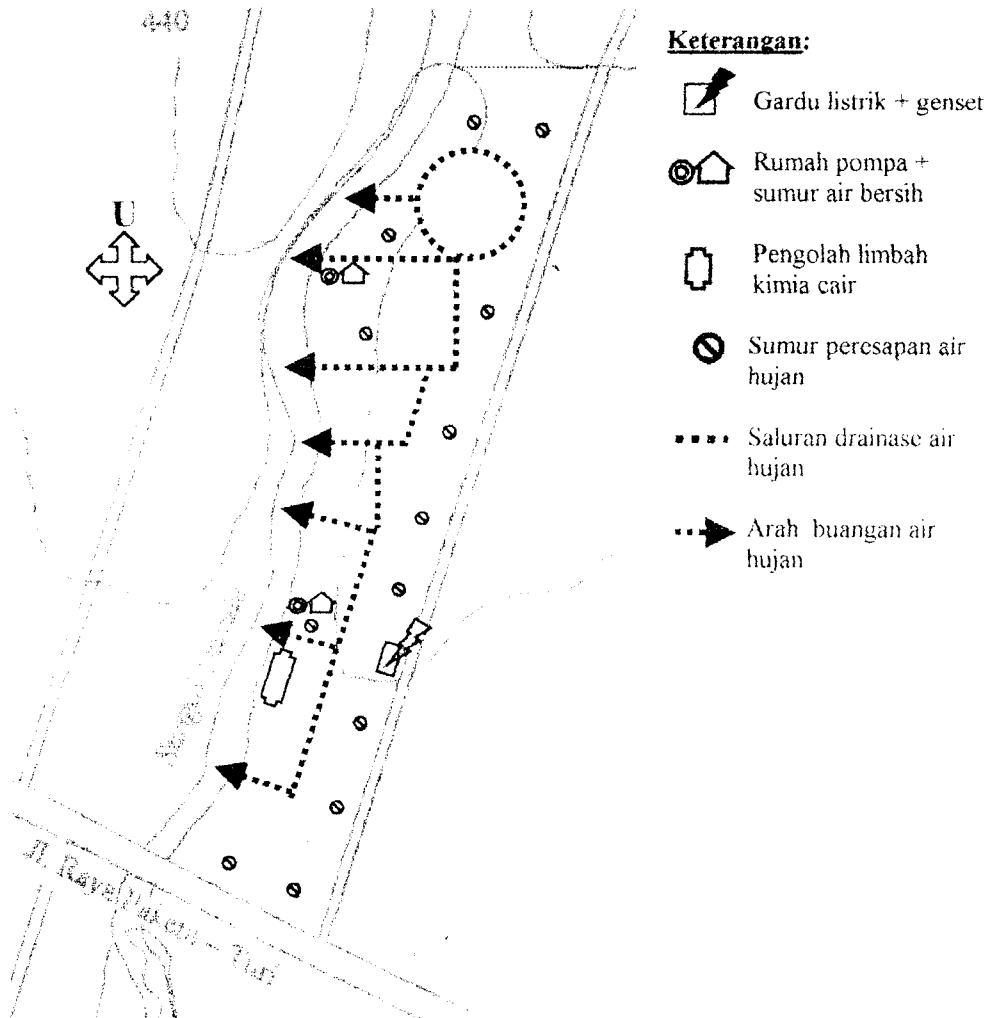 440
Keterangan:
Gardu listrik + genset
Rumah pompa +
sumur air bersih
U
Pengolah limbah
kimia cair
Sumur peresapan air
hujan
Saluran drainase air
hujan
Arah buangan air
hujan
Jl. Raya